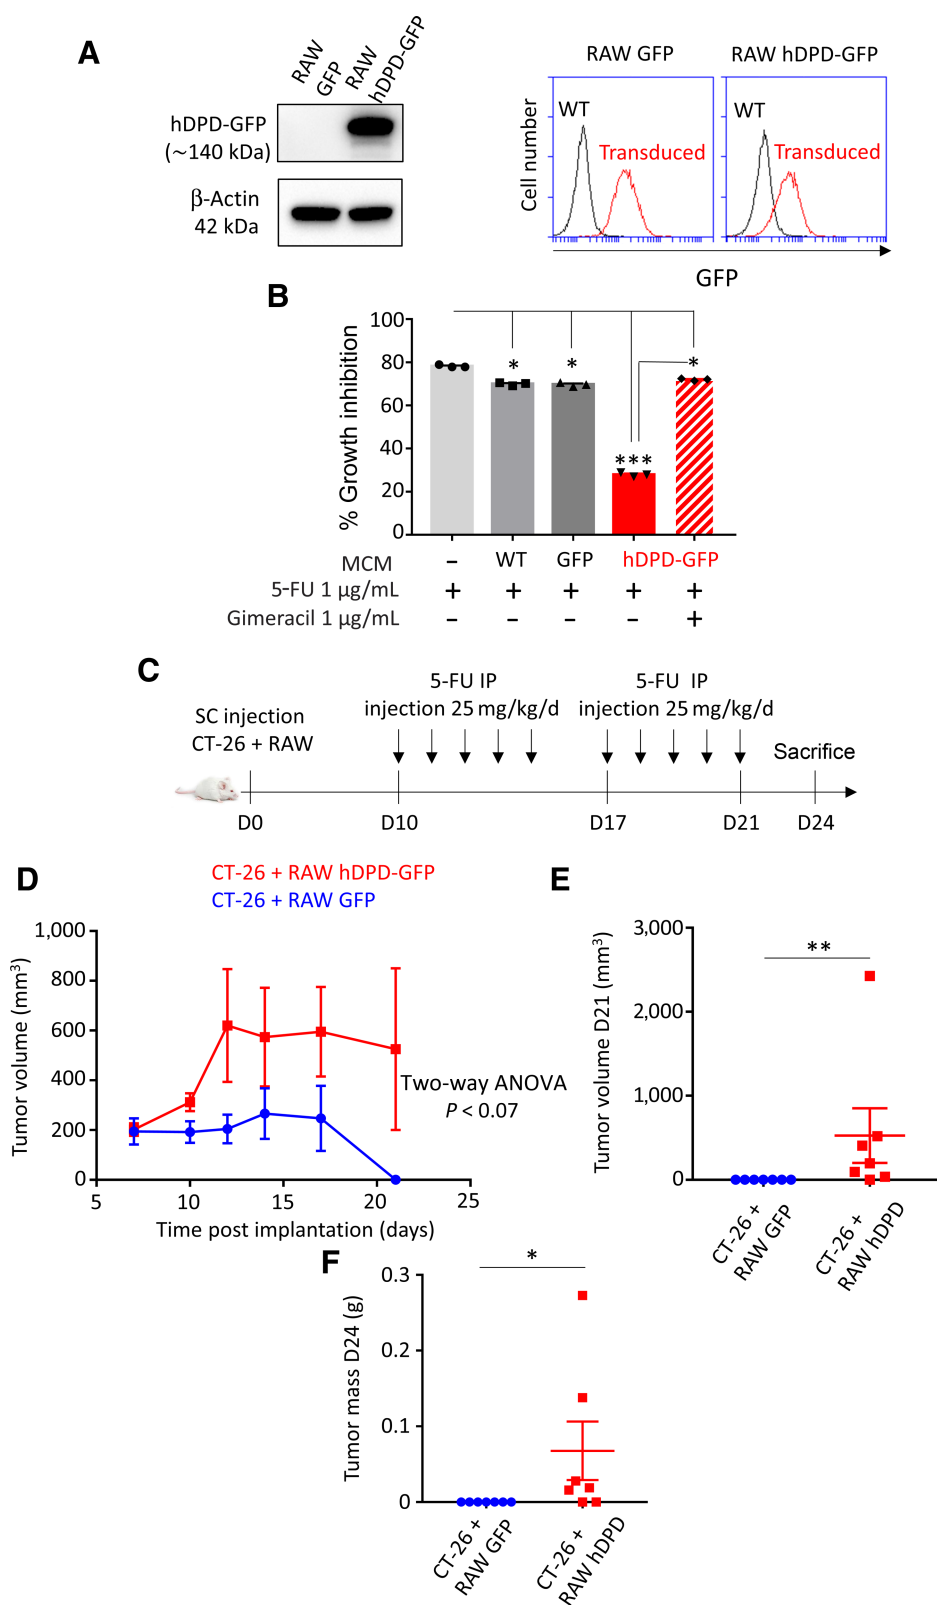 A
RAW
GFP
RAW
hDPD-GFP
hDPD-GFP
(~140 kDa)
β-Actin
42 kDa
RAW GFP
RAW hDPD-GFP
Cell number
WT
Transduced
WT
Transduced
GFP
B
% Growth inhibition
100
80
60
40
20
0
*
*
***
*
MCM
–
WT
GFP
hDPD-GFP
5-FU 1 µg/mL
+
+
+
+
+
Gimeracil 1 µg/mL
–
–
–
–
+
C
SC injection
CT-26 + RAW
5-FU IP
injection 25 mg/kg/d
5-FU IP
injection 25 mg/kg/d
Sacrifice
D0
D10
D17
D21
D24
D
CT-26 + RAW hDPD-GFP
CT-26 + RAW GFP
Tumor volume (mm³)
1,000
800
600
400
200
0
5
10
15
20
25
Time post implantation (days)
Two-way ANOVA
P < 0.07
E
Tumor volume D21 (mm³)
3,000
2,000
1,000
0
**
CT-26 +
RAW GFP
CT-26 +
RAW hDPD
F
Tumor mass D24 (g)
0.3
0.2
0.1
0
*
CT-26 +
RAW GFP
CT-26 +
RAW hDPD